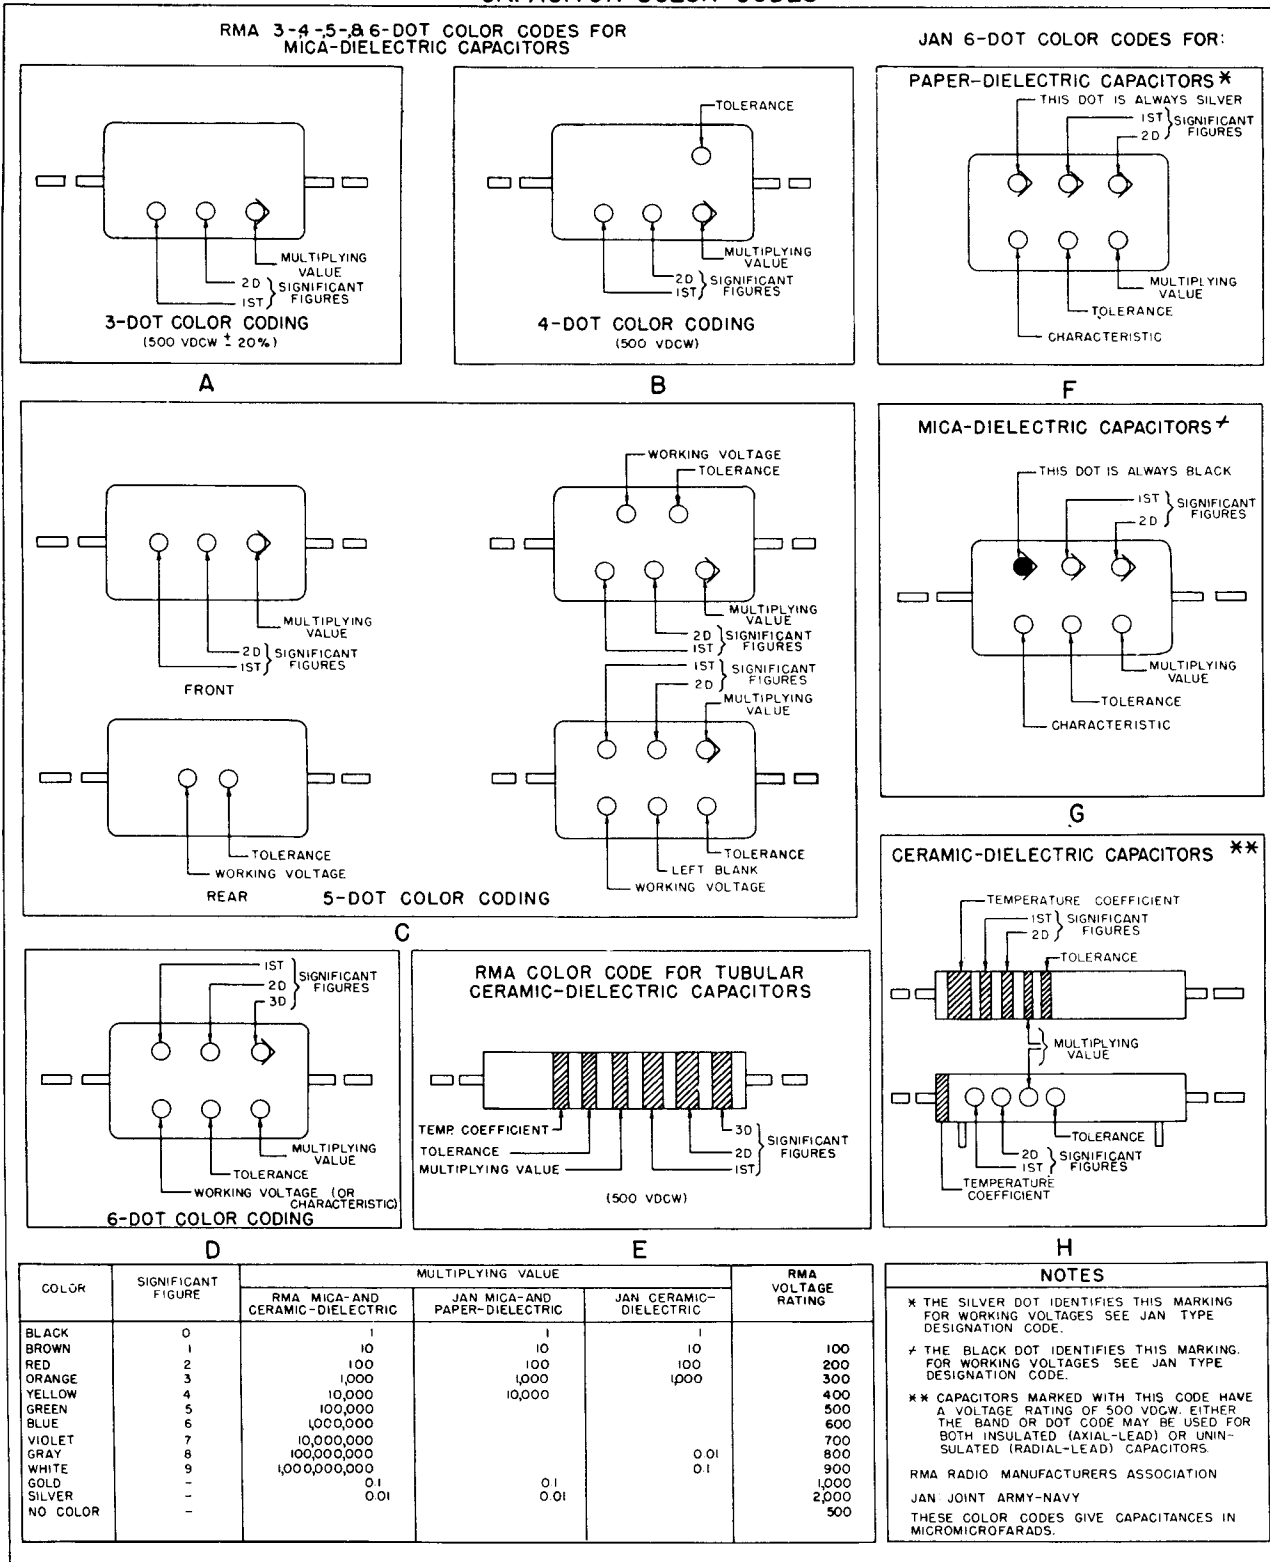 RMA 3-4-5-& 6-DOT COLOR CODES FOR
MICA-DIELECTRIC CAPACITORS
JAN 6-DOT COLOR CODES FOR:
MULTIPLYING
VALUE
2D
1ST
SIGNIFICANT
FIGURES
3-DOT COLOR CODING
(500 VDCW ± 20%)
A
TOLERANCE
MULTIPLYING
VALUE
2D
1ST
SIGNIFICANT
FIGURES
4-DOT COLOR CODING
(500 VDCW)
B
PAPER-DIELECTRIC CAPACITORS*
THIS DOT IS ALWAYS SILVER
1ST
2D
SIGNIFICANT
FIGURES
MULTIPLYING
VALUE
TOLERANCE
CHARACTERISTIC
F
MULTIPLYING
VALUE
2D
1ST
SIGNIFICANT
FIGURES
FRONT
TOLERANCE
WORKING VOLTAGE
REAR
WORKING VOLTAGE
TOLERANCE
MULTIPLYING
VALUE
2D
1ST
SIGNIFICANT
FIGURES
1ST
2D
SIGNIFICANT
FIGURES
MULTIPLYING
VALUE
TOLERANCE
LEFT BLANK
WORKING VOLTAGE
5-DOT COLOR CODING
C
MICA-DIELECTRIC CAPACITORS⌿
THIS DOT IS ALWAYS BLACK
1ST
2D
SIGNIFICANT
FIGURES
MULTIPLYING
VALUE
TOLERANCE
CHARACTERISTIC
G
1ST
2D
3D
SIGNIFICANT
FIGURES
MULTIPLYING
VALUE
TOLERANCE
WORKING VOLTAGE (OR
CHARACTERISTIC)
6-DOT COLOR CODING
D
RMA COLOR CODE FOR TUBULAR
CERAMIC-DIELECTRIC CAPACITORS
TEMP. COEFFICIENT
TOLERANCE
MULTIPLYING VALUE
3D
2D
1ST
SIGNIFICANT
FIGURES
(500 VDCW)
E
CERAMIC-DIELECTRIC CAPACITORS **
TEMPERATURE COEFFICIENT
1ST
2D
SIGNIFICANT
FIGURES
TOLERANCE
MULTIPLYING
VALUE
TOLERANCE
2D
1ST
SIGNIFICANT
FIGURES
TEMPERATURE
COEFFICIENT
H
COLOR
SIGNIFICANT
FIGURE
MULTIPLYING VALUE
RMA MICA-AND
CERAMIC-DIELECTRIC
JAN MICA-AND
PAPER-DIELECTRIC
JAN CERAMIC-
DIELECTRIC
RMA
VOLTAGE
RATING
BLACK 0 1 1 1
BROWN 1 10 10 10 100
RED 2 100 100 100 200
ORANGE 3 1,000 1,000 1,000 300
YELLOW 4 10,000 10,000 400
GREEN 5 100,000 500
BLUE 6 1,000,000 600
VIOLET 7 10,000,000 700
GRAY 8 100,000,000 0.01 800
WHITE 9 1,000,000,000 0.1 900
GOLD - 0.1 0.1 1,000
SILVER - 0.01 0.01 2,000
NO COLOR - 500
NOTES
* THE SILVER DOT IDENTIFIES THIS MARKING
FOR WORKING VOLTAGES SEE JAN TYPE
DESIGNATION CODE.
⌿ THE BLACK DOT IDENTIFIES THIS MARKING.
FOR WORKING VOLTAGES SEE JAN TYPE
DESIGNATION CODE.
** CAPACITORS MARKED WITH THIS CODE HAVE
A VOLTAGE RATING OF 500 VDCW. EITHER
THE BAND OR DOT CODE MAY BE USED FOR
BOTH INSULATED (AXIAL-LEAD) OR UNIN-
SULATED (RADIAL-LEAD) CAPACITORS.
RMA RADIO MANUFACTURERS ASSOCIATION
JAN: JOINT ARMY-NAVY
THESE COLOR CODES GIVE CAPACITANCES IN
MICROMICROFARADS.